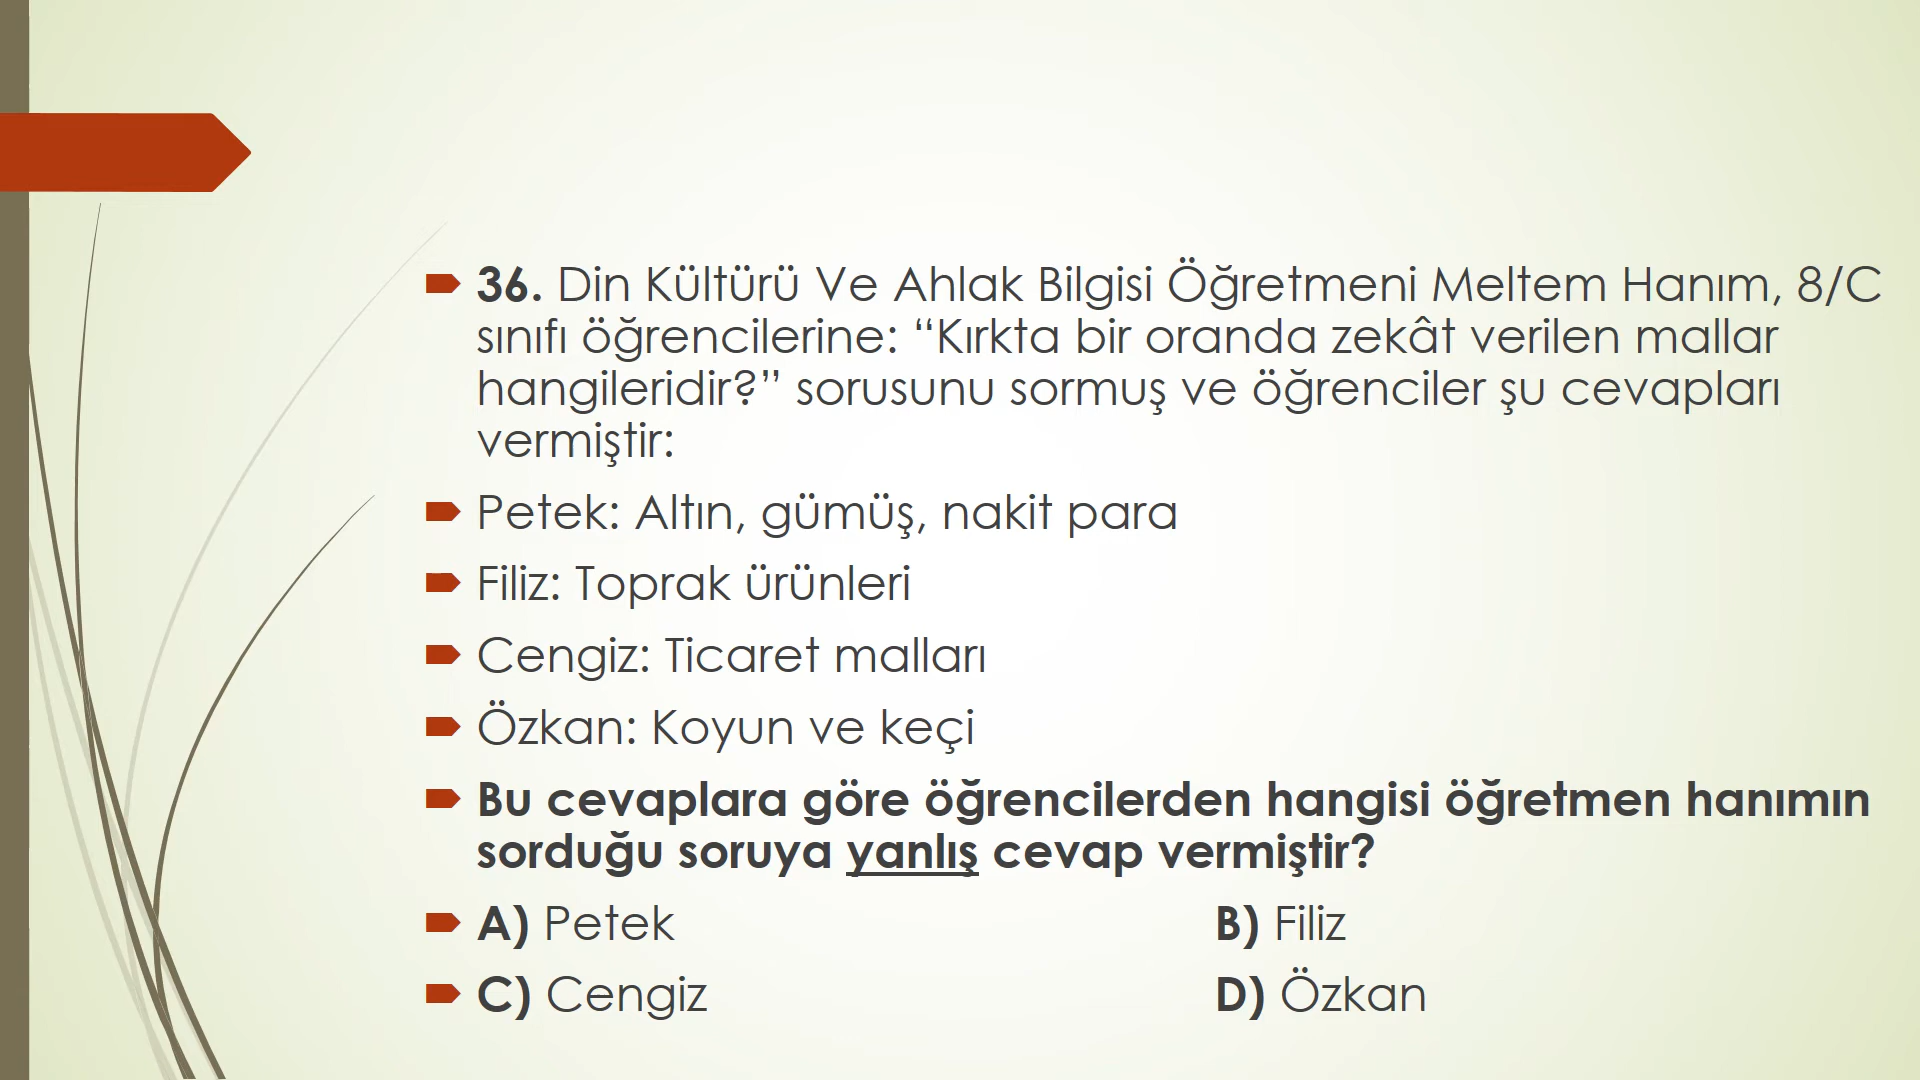 36. Din Kültürü Ve Ahlak Bilgisi Öğretmeni Meltem Hanım, 8/C
sınıfı öğrencilerine: “Kırkta bir oranda zekât verilen mallar
hangileridir?” sorusunu sormuş ve öğrenciler şu cevapları
vermiştir:
Petek: Altın, gümüş, nakit para
Filiz: Toprak ürünleri
Cengiz: Ticaret malları
Özkan: Koyun ve keçi
Bu cevaplara göre öğrencilerden hangisi öğretmen hanımın
sorduğu soruya yanlış cevap vermiştir?
A) Petek B) Filiz
C) Cengiz D) Özkan